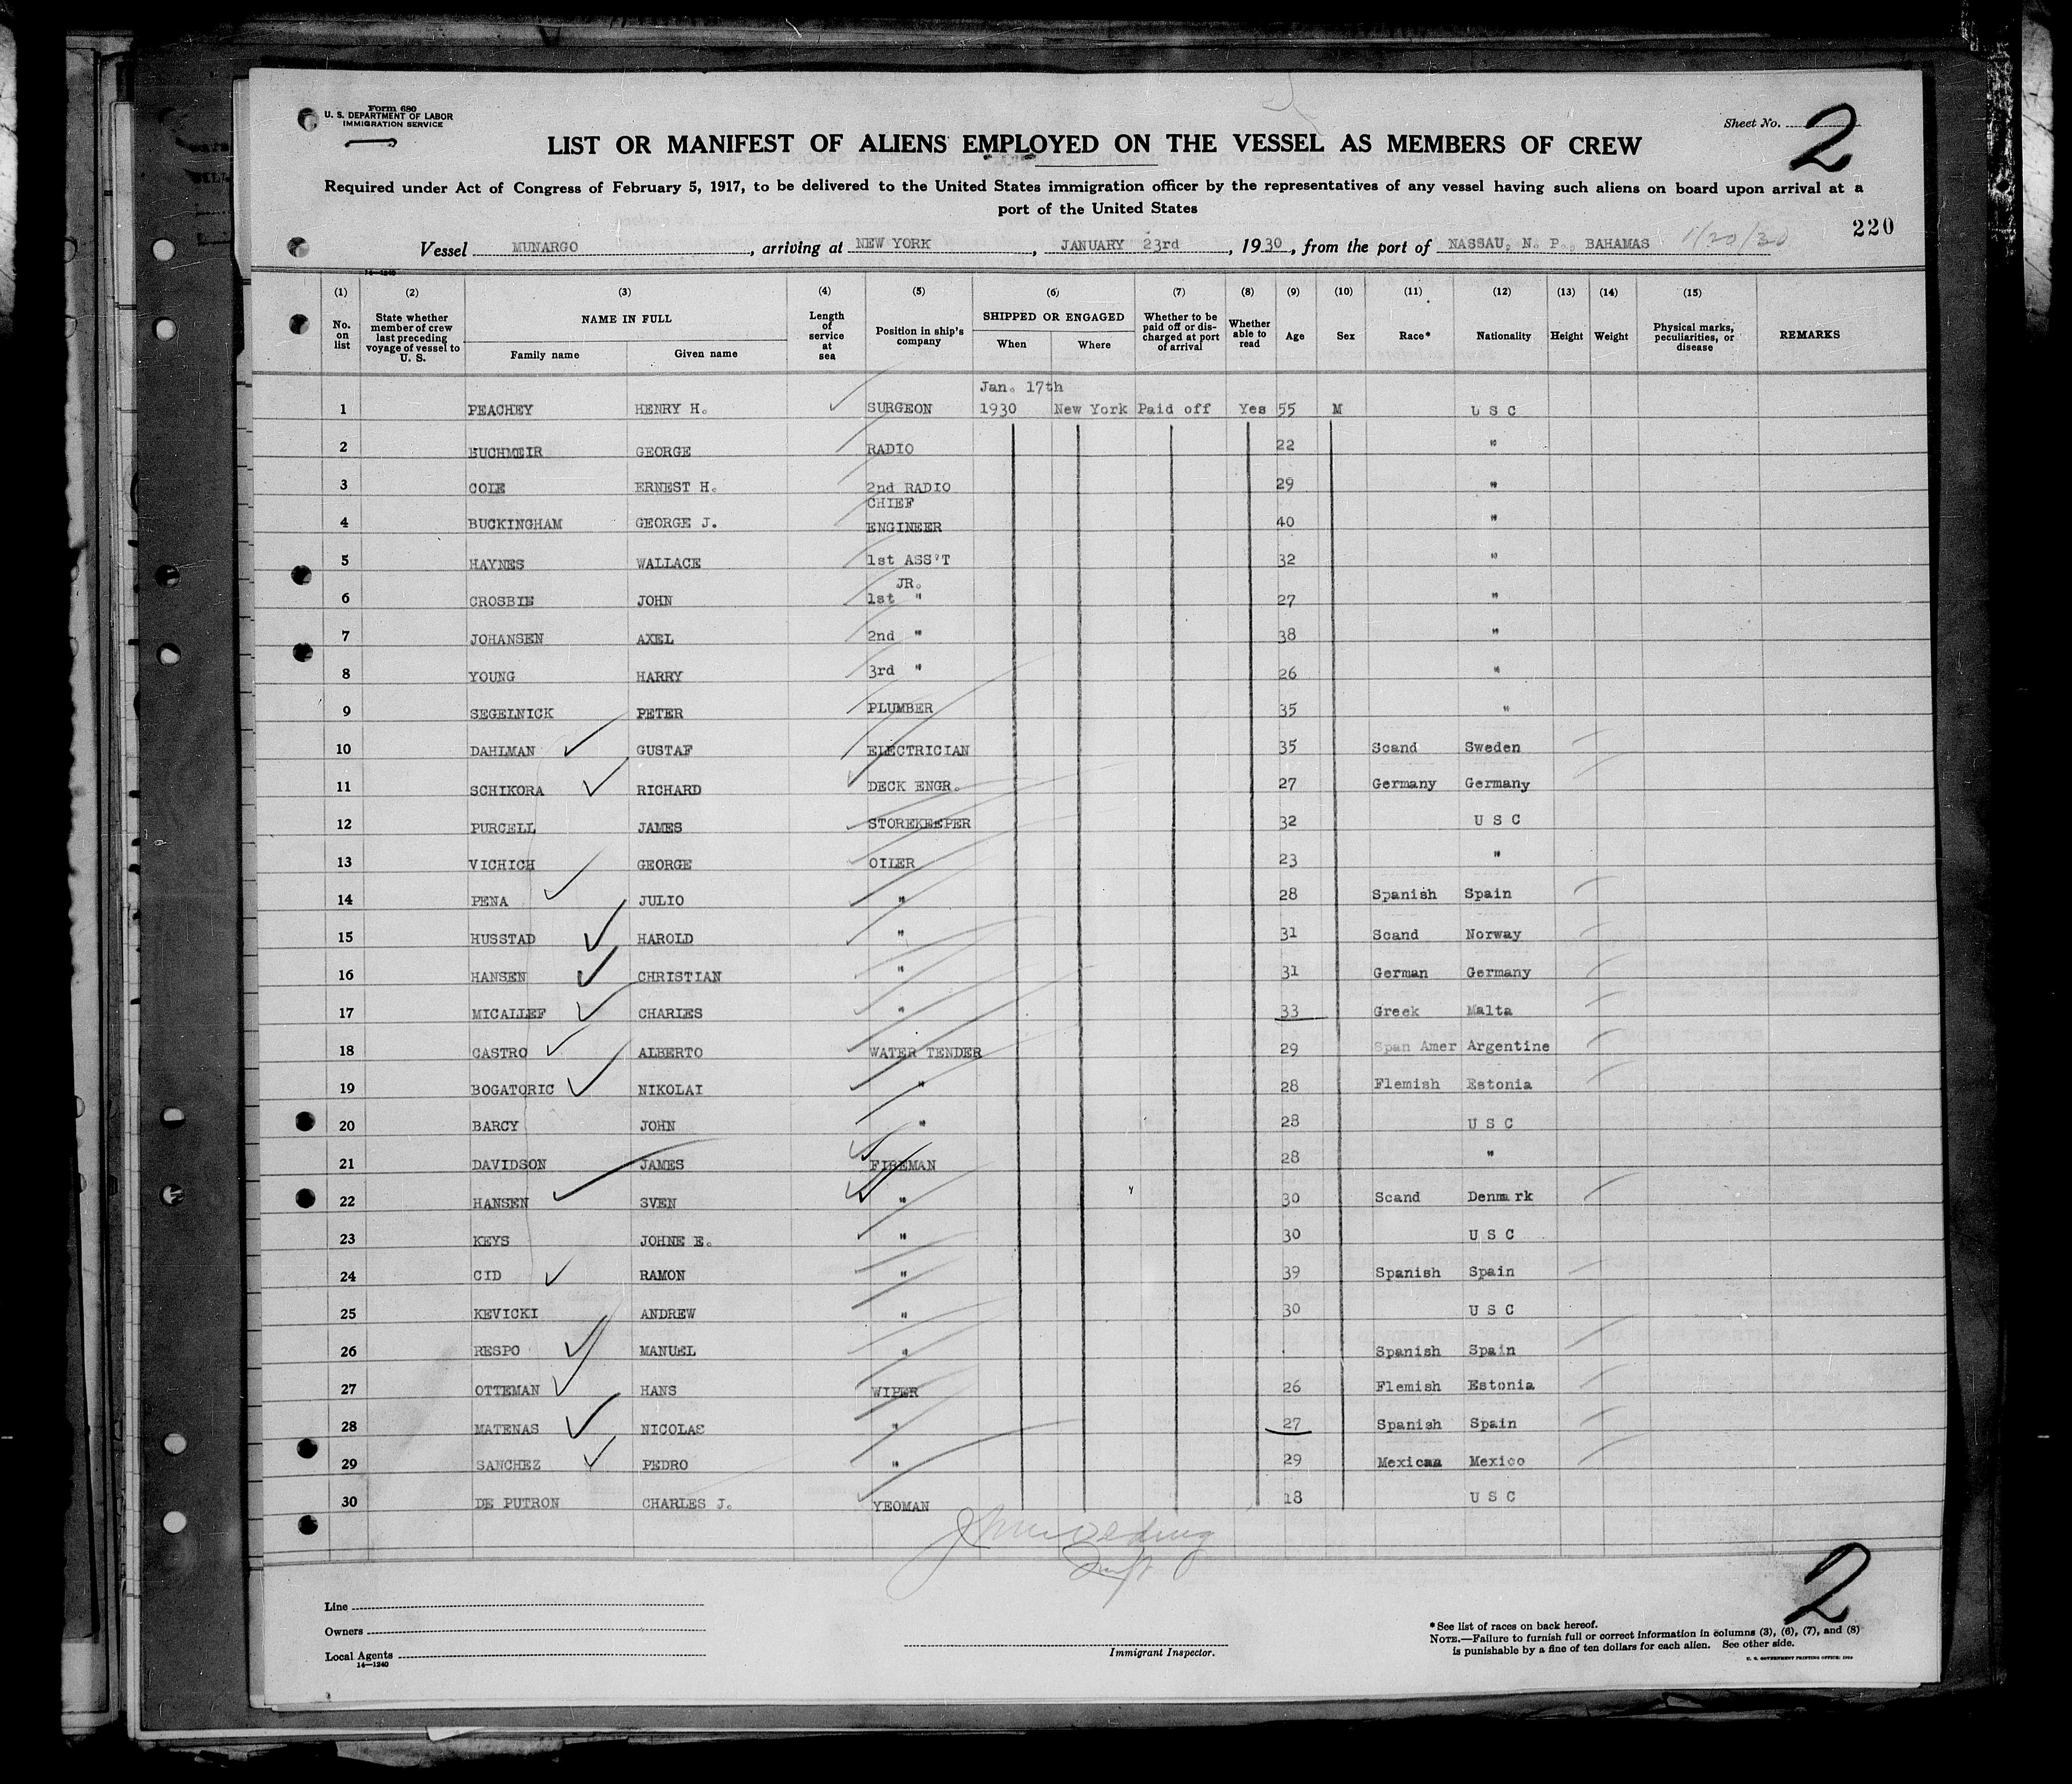 Form 680
U. S. DEPARTMENT OF LABOR
IMMIGRATION SERVICE
Sheet No. 2
LIST OR MANIFEST OF ALIENS EMPLOYED ON THE VESSEL AS MEMBERS OF CREW
Required under Act of Congress of February 5, 1917, to be delivered to the United States immigration officer by the representatives of any vessel having such aliens on board upon arrival at a
port of the United States
220
Vessel MUNARGO, arriving at NEW YORK, JANUARY 23rd, 1930, from the port of NASSAU, N. P., BAHAMAS 1/20/30
14—1240
(1) (2) (3) (4) (5) (6) (7) (8) (9) (10) (11) (12) (13) (14) (15)
No. on list
State whether member of crew last preceding voyage of vessel to U. S.
NAME IN FULL
Family name Given name
Length of service at sea
Position in ship's company
SHIPPED OR ENGAGED
When Where
Whether to be paid off or discharged at port of arrival
Whether able to read
Age
Sex
Race*
Nationality
Height
Weight
Physical marks, peculiarities, or disease
REMARKS
Jan. 17th
1 PEACHEY HENRY H. SURGEON 1930 New York Paid off Yes 55 M U S C
2 BUCHMEIR GEORGE RADIO 22 "
3 COLE ERNEST H. 2nd RADIO 29 "
CHIEF
4 BUCKINGHAM GEORGE J. ENGINEER 40 "
5 HAYNES WALLACE 1st ASS'T 32 "
JR.
6 CROSBIE JOHN 1st " 27 "
7 JOHANSEN AXEL 2nd " 38 "
8 YOUNG HARRY 3rd " 26 "
9 SEGELNICK PETER PLUMBER 35 "
10 DAHLMAN GUSTAF ELECTRICIAN 35 Scand Sweden
11 SCHIKORA RICHARD DECK ENGR. 27 Germany Germany
12 PURCELL JAMES STOREKEEPER 32 U S C
13 VICHICH GEORGE OILER 23 "
14 PENA JULIO " 28 Spanish Spain
15 HUSSTAD HAROLD " 31 Scand Norway
16 HANSEN CHRISTIAN " 31 German Germany
17 MICALLEF CHARLES " 33 Greek Malta
18 CASTRO ALBERTO WATER TENDER 29 Span Amer Argentine
19 BOGATORIC NIKOLAI " 28 Flemish Estonia
20 BARCY JOHN " 28 U S C
21 DAVIDSON JAMES FIREMAN 28 "
22 HANSEN SVEN " 30 Scand Denmark
23 KEYS JOHNE E. " 30 U S C
24 CID RAMON " 39 Spanish Spain
25 KEVICKI ANDREW " 30 U S C
26 RESPO MANUEL " Spanish Spain
27 OTTEMAN HANS WIPER 26 Flemish Estonia
28 MATENAS NICOLAS " 27 Spanish Spain
29 SANCHEZ PEDRO " 29 Mexican Mexico
30 DE PUTRON CHARLES J. YEOMAN 18 U S C
2
Line
Owners
Local Agents
14—1240
Immigrant Inspector.
*See list of races on back hereof.
NOTE.—Failure to furnish full or correct information in columns (3), (6), (7), and (8)
is punishable by a fine of ten dollars for each alien. See other side.
U. S. GOVERNMENT PRINTING OFFICE: 1929